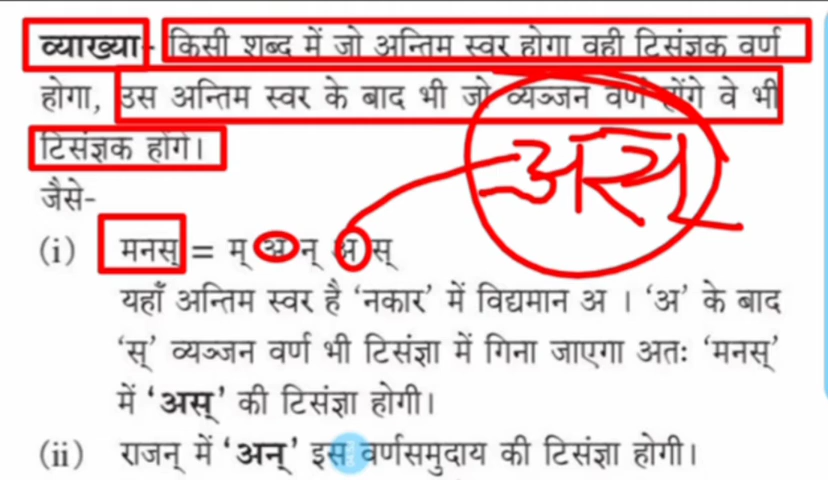 व्याख्या- किसी शब्द में जो अन्तिम स्वर होगा वही टिसंज्ञक वर्ण
होगा, उस अन्तिम स्वर के बाद भी जो व्यञ्जन वर्ण होंगे वे भी
टिसंज्ञक होंगे।
अस्
जैसे-
(i) मनस् = म् अ न् अ स्
यहाँ अन्तिम स्वर है 'नकार' में विद्यमान अ । 'अ' के बाद
'स्' व्यञ्जन वर्ण भी टिसंज्ञा में गिना जाएगा अतः 'मनस्'
में 'अस्' की टिसंज्ञा होगी।
(ii) राजन् में 'अन्' इस वर्णसमुदाय की टिसंज्ञा होगी।